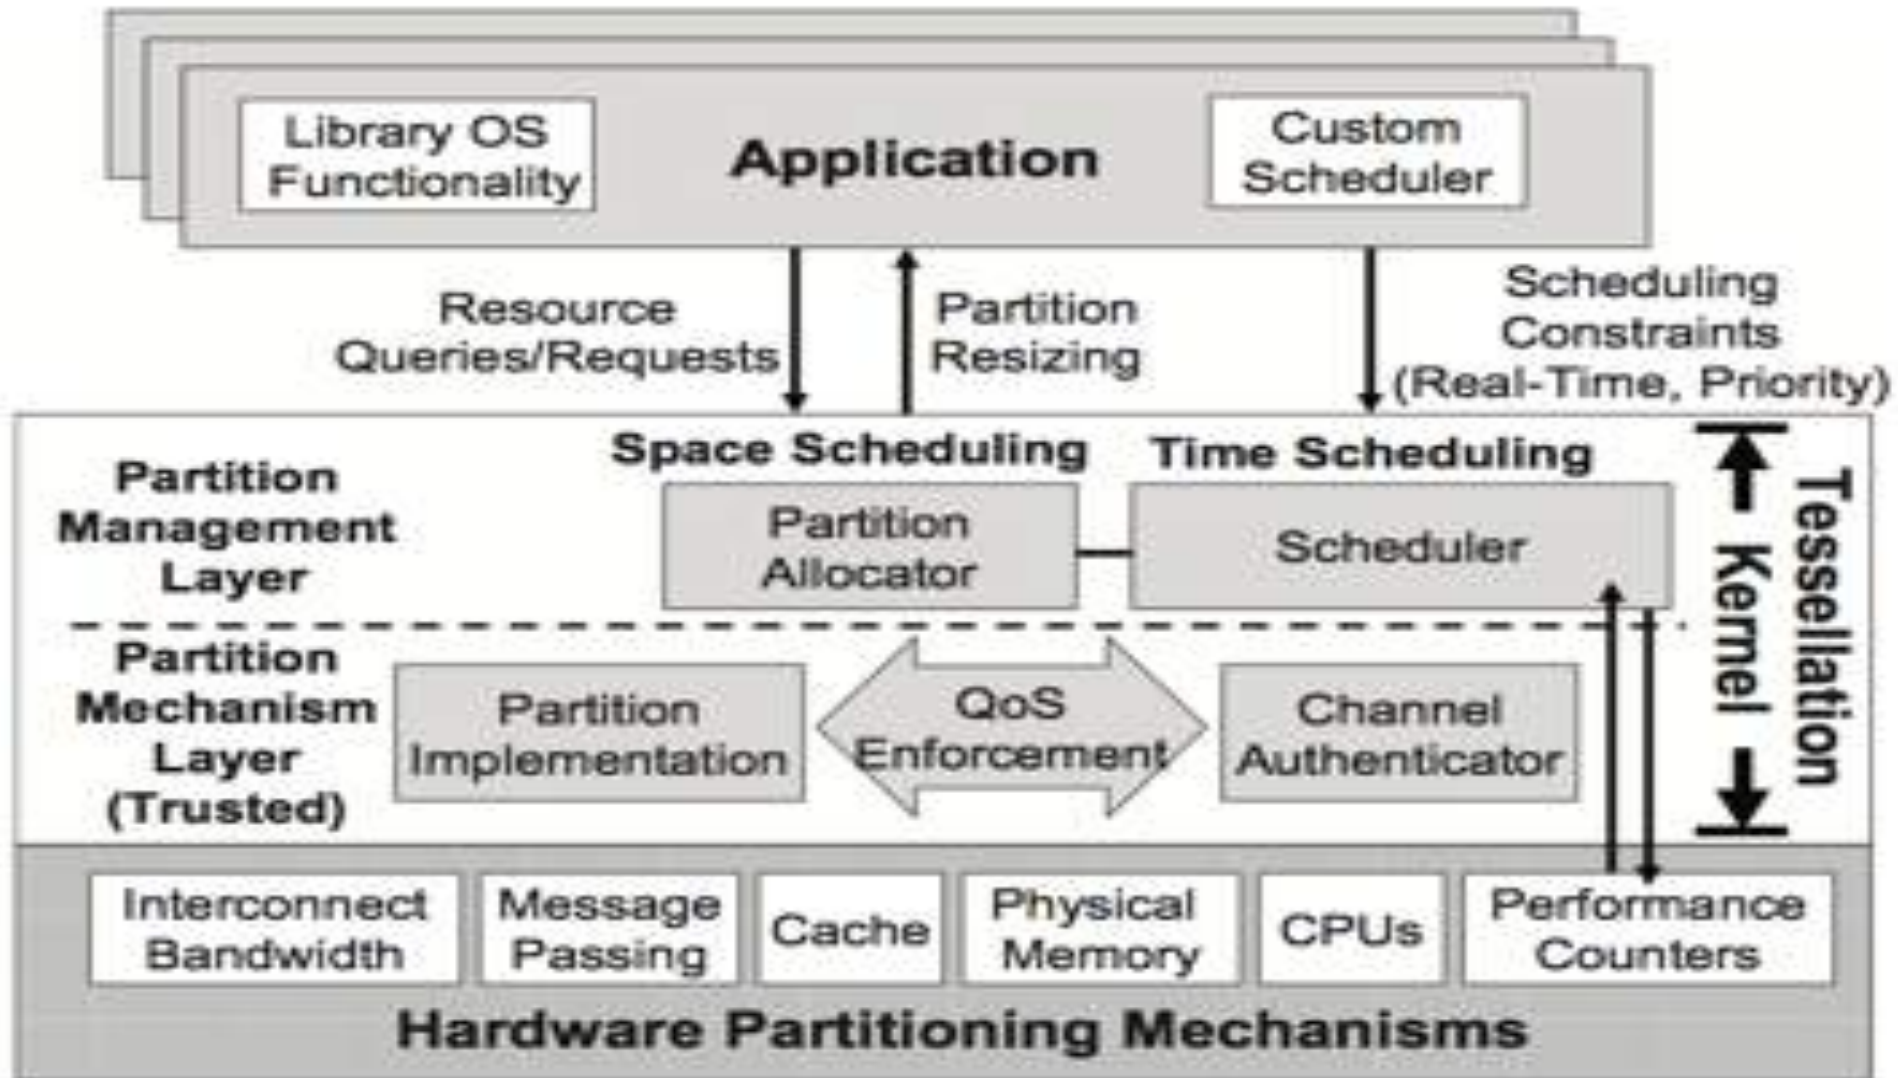 Library OS
Functionality
Application
Custom
Scheduler
Resource
Queries/Requests
Partition
Resizing
Scheduling
Constraints
(Real-Time, Priority)
Space Scheduling
Time Scheduling
Partition
Management
Layer
Partition
Allocator
Scheduler
Tessellation
Kernel
Partition
Mechanism
Layer
(Trusted)
Partition
Implementation
QoS
Enforcement
Channel
Authenticator
Interconnect
Bandwidth
Message
Passing
Cache
Physical
Memory
CPUs
Performance
Counters
Hardware Partitioning Mechanisms